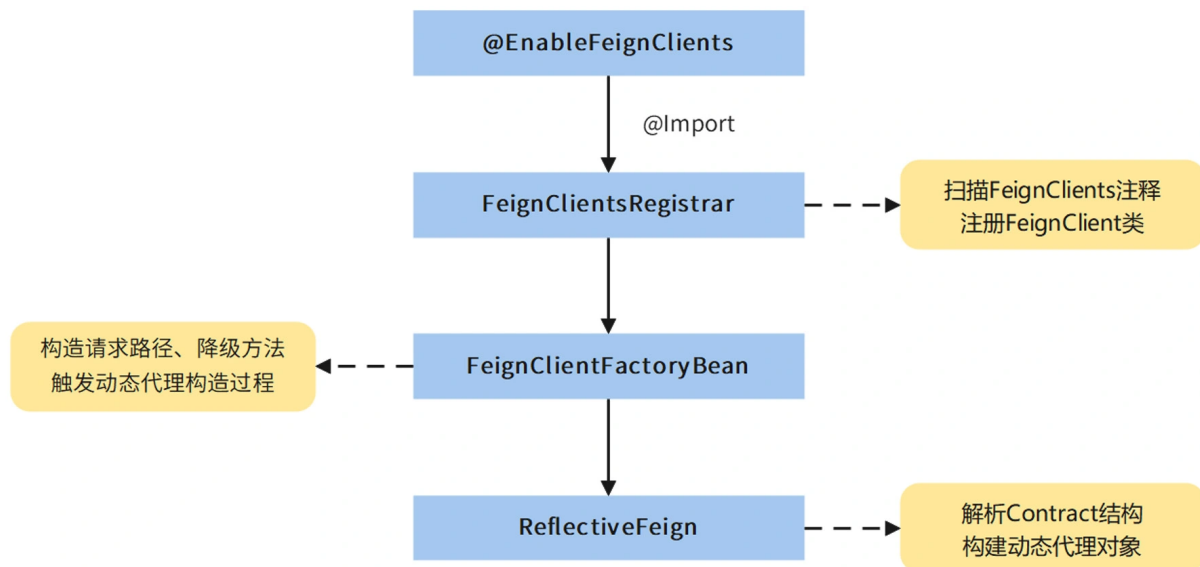 @EnableFeignClients
@Import
FeignClientsRegistrar
扫描FeignClients注释
注册FeignClient类
构造请求路径、降级方法
触发动态代理构造过程
FeignClientFactoryBean
ReflectiveFeign
解析Contract结构
构建动态代理对象